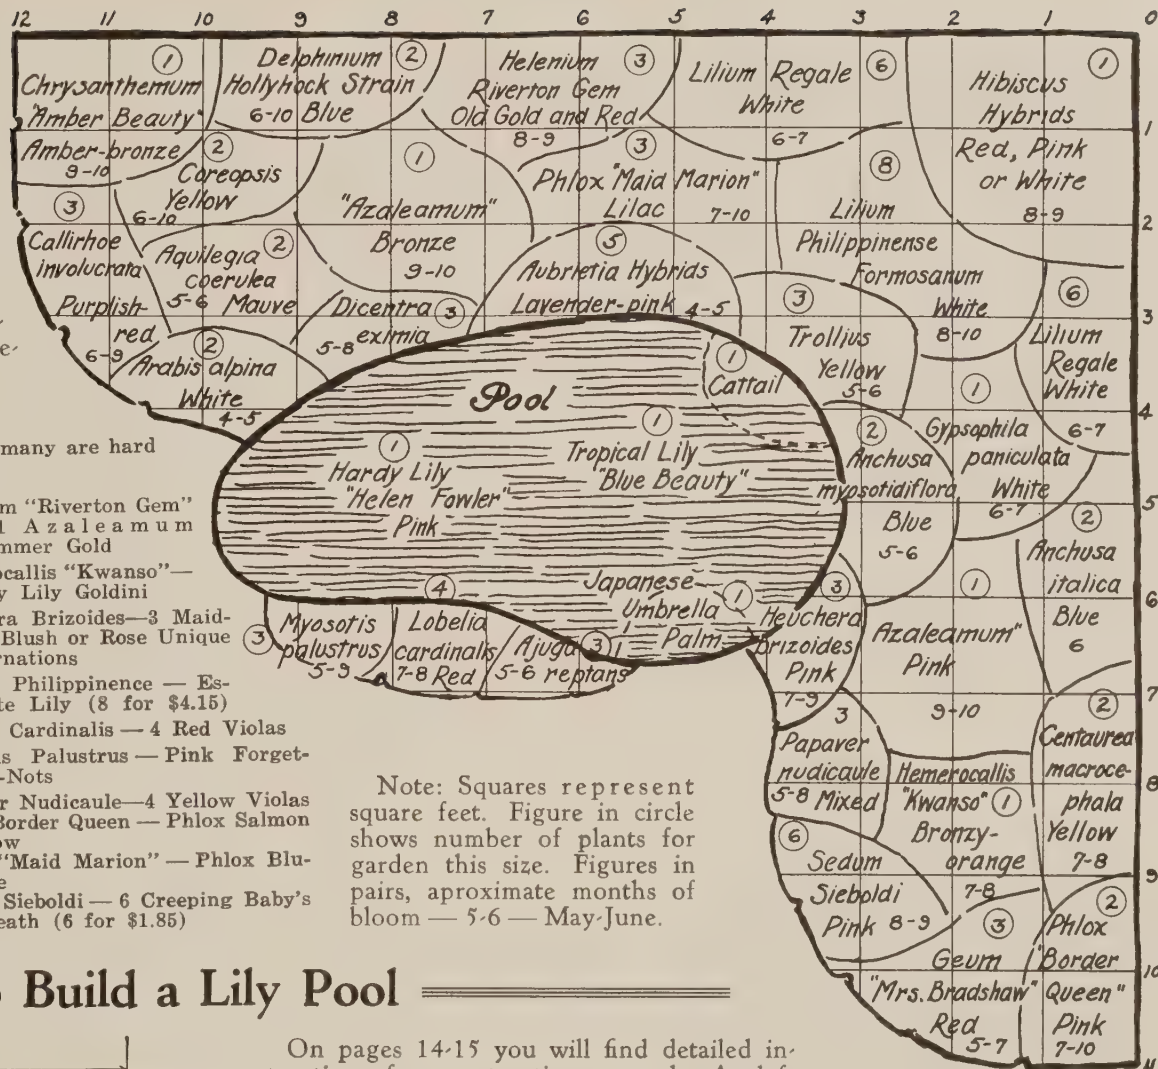 12 11 10 9 8 7 6 5 4 3 2 1 0
1
2
3
4
5
6
7
8
9
10
1
Chrysanthemum
"Amber Beauty"
Amber-bronze
9-10
2
Delphinium
Hollyhock Strain
6-10 Blue
3
Helenium
Riverton Gem
Old Gold and Red
8-9
6
Lilium Regale
White
6-7
1
Hibiscus
Hybrids
Red, Pink
or White
8-9
2
Coreopsis
Yellow
6-10
1
"Azaleamum"
Bronze
9-10
3
Phlox "Maid Marion"
Lilac
7-10
8
Lilium
Philippinense
Formosanum
White
8-10
3
Callirhoe
involucrata
Purplish-
red
6-9
2
Aquilegia
coerulea
5-6 Mauve
5
Aubrietia Hybrids
Lavender-pink 4-5
Dicentra 3
eximia
5-8
3
Trollius
Yellow
5-6
6
Lilium
Regale
White
6-7
2
Arabis alpina
White
4-5
Pool
1
Cattail
1
Hardy Lily
"Helen Fowler"
Pink
1
Tropical Lily
"Blue Beauty"
Japanese
Umbrella 1
Palm
1
Gypsophila
paniculata
White
6-7
2
Anchusa
myosotidiflora
Blue
5-6
2
Anchusa
italica
Blue
6
3
Myosotis
palustrus
5-9
4
Lobelia
cardinalis
7-8 Red
Ajuga 3
5-6 reptans
3
Heuchera
brizoides
Pink
7-9
1
Azaleamum"
Pink
9-10
3
Papaver
nudicaule
5-8 Mixed
Hemerocallis
"Kwanso" 1
Bronzy-
orange
7-8
2
Centaurea
macroce-
phala
Yellow
7-8
6
Sedum
Sieboldi
Pink 8-9
3
Geum
"Mrs. Bradshaw"
Red
5-7
2
Phlox
"Border
Queen"
Pink
7-10
e-
many are hard
m "Riverton Gem"
l Azaleamum
mmer Gold
ocallis "Kwanso"—
y Lily Goldini
ra Brizoides—3 Maid-
Blush or Rose Unique
rnations
Philippinence — Es-
te Lily (8 for $4.15)
Cardinalis — 4 Red Violas
s Palustrus — Pink Forget-
-Nots
r Nudicaule—4 Yellow Violas
Border Queen — Phlox Salmon
ow
"Maid Marion" — Phlox Blu-
e
Sieboldi — 6 Creeping Baby's
eath (6 for $1.85)
Note: Squares represent
square feet. Figure in circle
shows number of plants for
garden this size. Figures in
pairs, aproximate months of
bloom — 5-6 — May-June.
Build a Lily Pool
On pages 14-15 you will find detailed in-